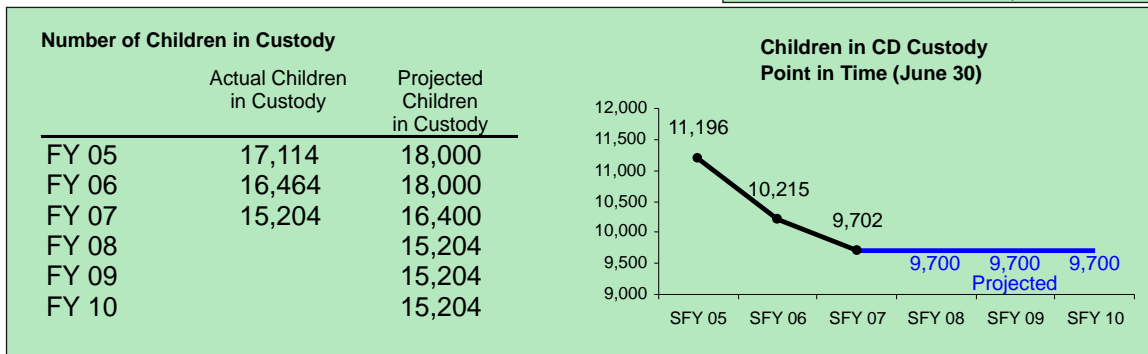 Number of Children in Custody
Actual Children
in Custody
Projected
Children
in Custody
FY 05 17,114 18,000
FY 06 16,464 18,000
FY 07 15,204 16,400
FY 08 15,204
FY 09 15,204
FY 10 15,204
Children in CD Custody
Point in Time (June 30)
12,000
11,500
11,000
10,500
10,000
9,500
9,000
11,196
10,215
9,702
9,700 9,700 9,700
Projected
SFY 05 SFY 06 SFY 07 SFY 08 SFY 09 SFY 10